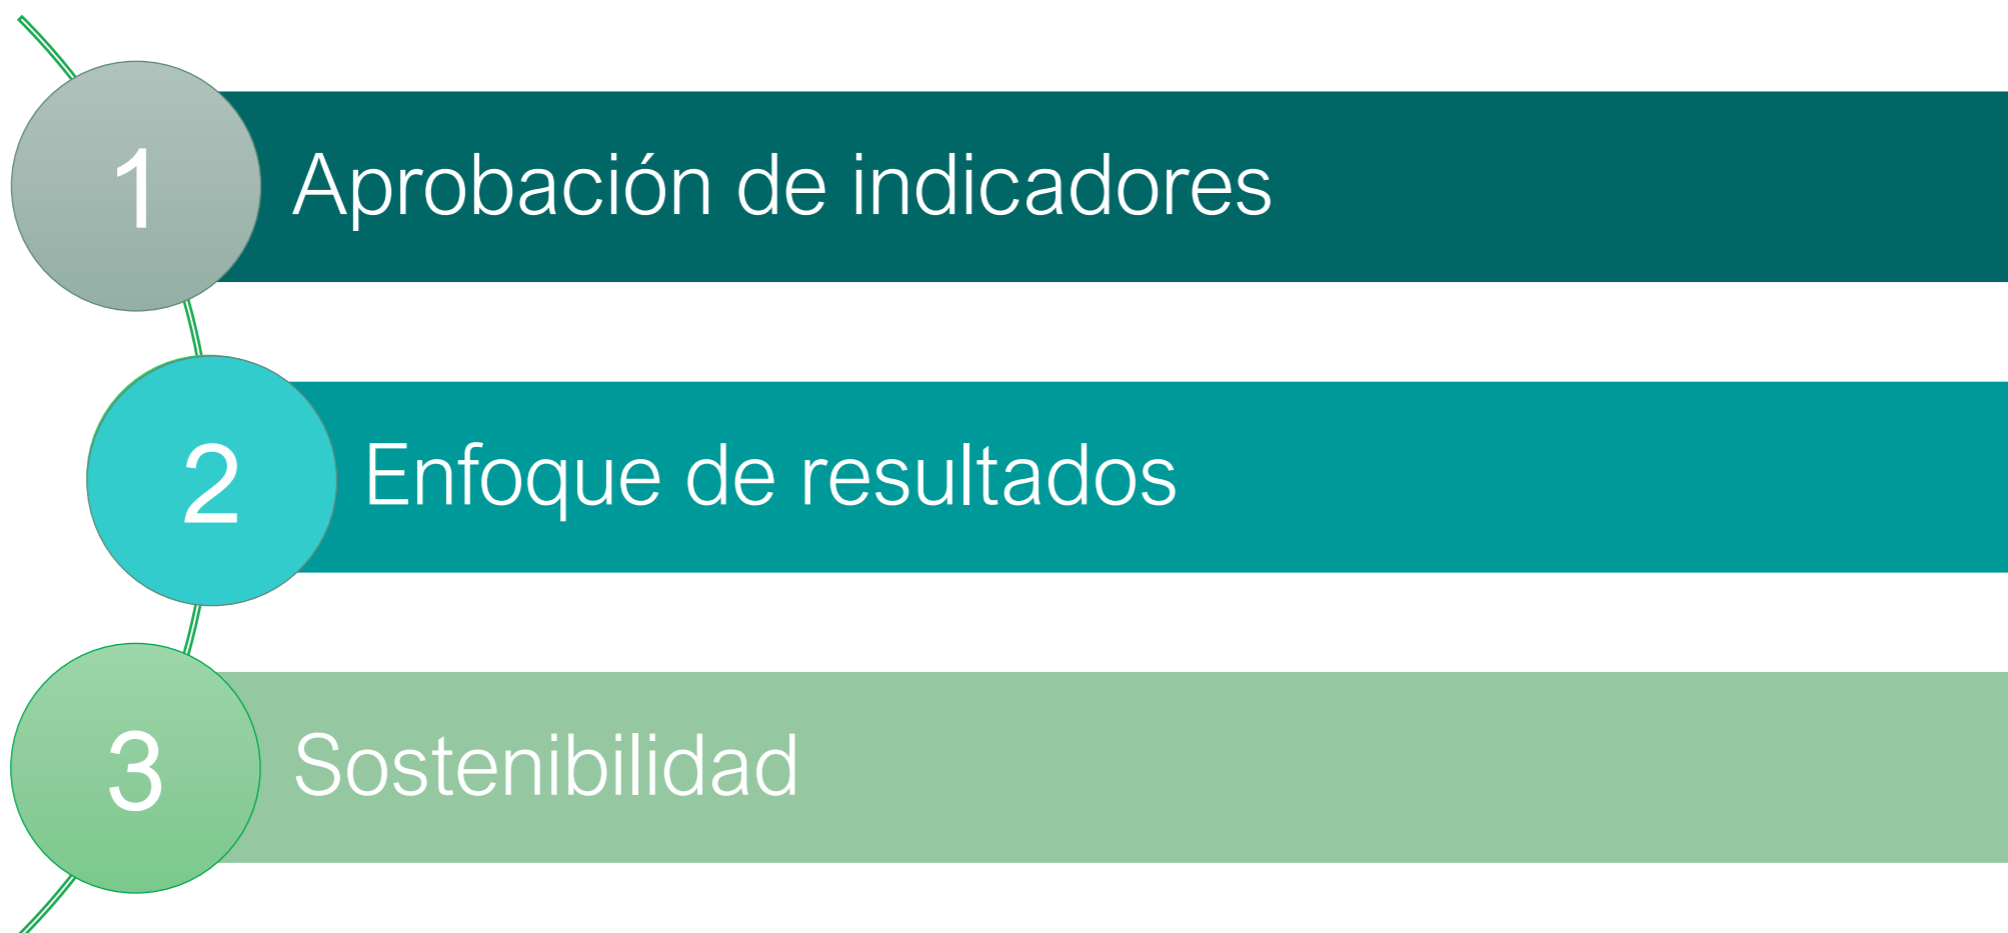 1 Aprobación de indicadores
2 Enfoque de resultados
3 Sostenibilidad